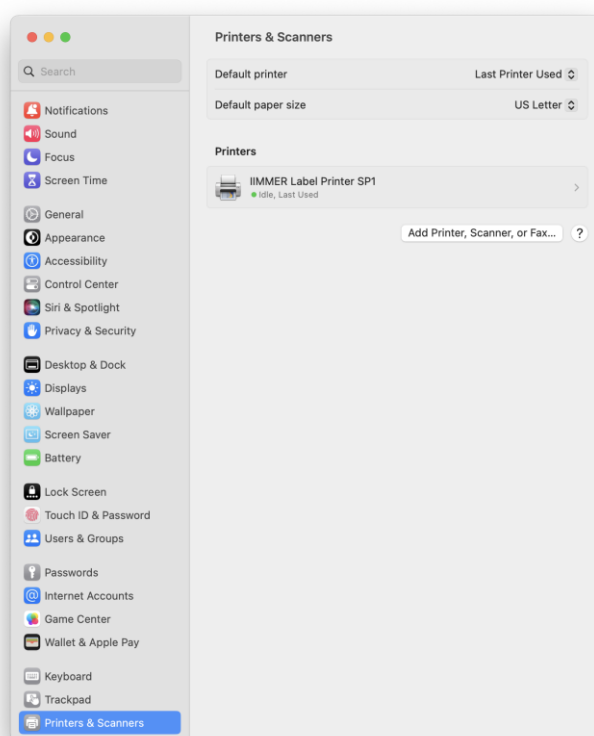 Search
Notifications
Sound
Focus
Screen Time
General
Appearance
Accessibility
Control Center
Siri & Spotlight
Privacy & Security
Desktop & Dock
Displays
Wallpaper
Screen Saver
Battery
Lock Screen
Touch ID & Password
Users & Groups
Passwords
Internet Accounts
Game Center
Wallet & Apple Pay
Keyboard
Trackpad
Printers & Scanners
Printers & Scanners
Default printer Last Printer Used
Default paper size US Letter
Printers
IIMMER Label Printer SP1
Idle, Last Used
Add Printer, Scanner, or Fax... ?